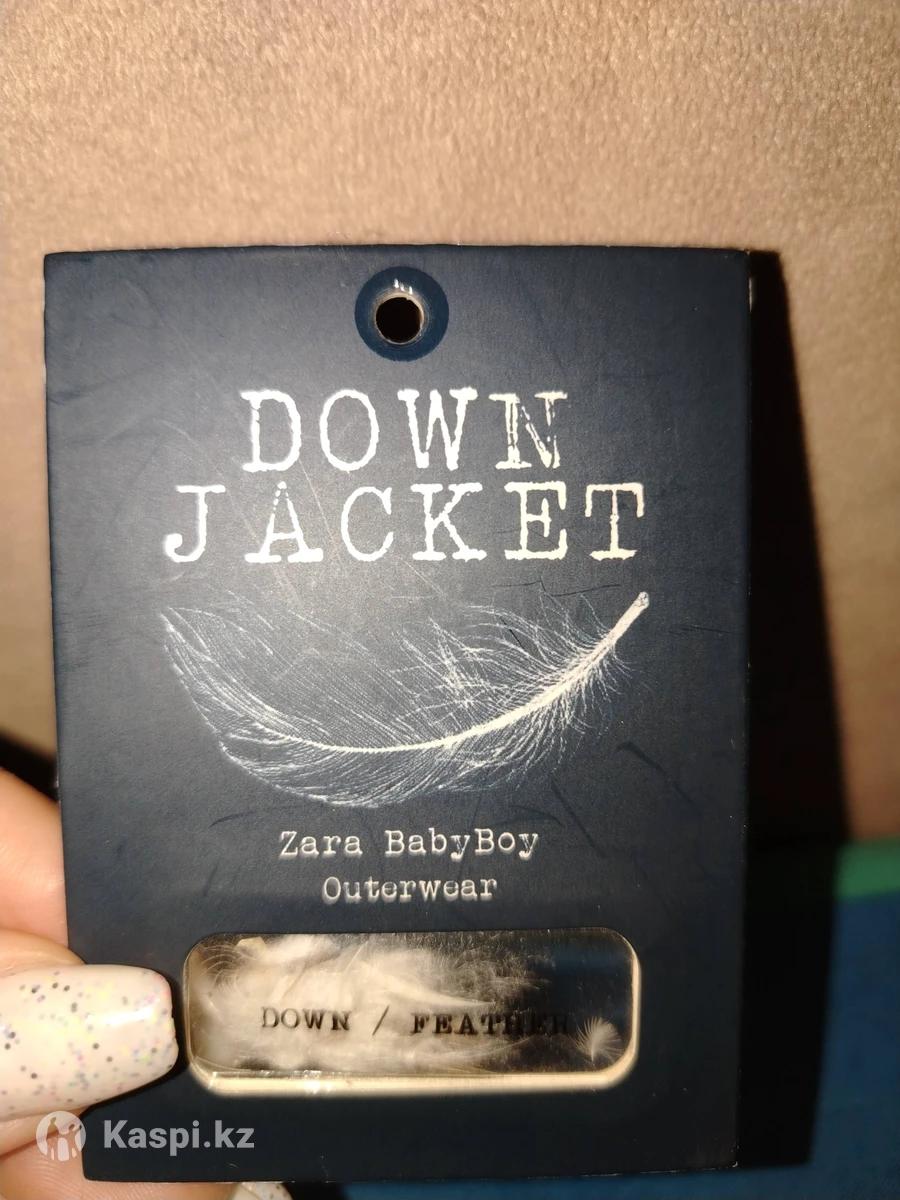 DOWN
JACKET
Zara BabyBoy
Outerwear
DOWN / FEATHER
Kaspi.kz